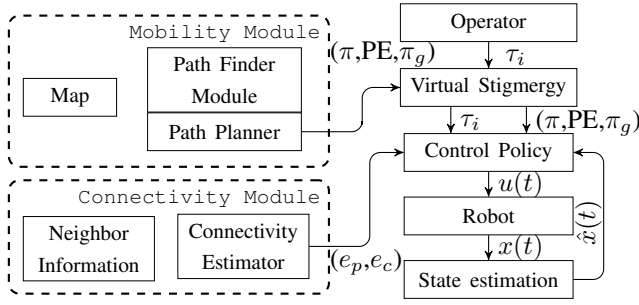 Mobility Module
Map
Path Finder
Module
Path Planner
(π,PE,π_g)
Operator
τ_i
Virtual Stigmergy
τ_i
(π,PE,π_g)
Control Policy
u(t)
Robot
x(t)
State estimation
x̂(t)
Connectivity Module
Neighbor
Information
Connectivity
Estimator
(e_p,e_c)